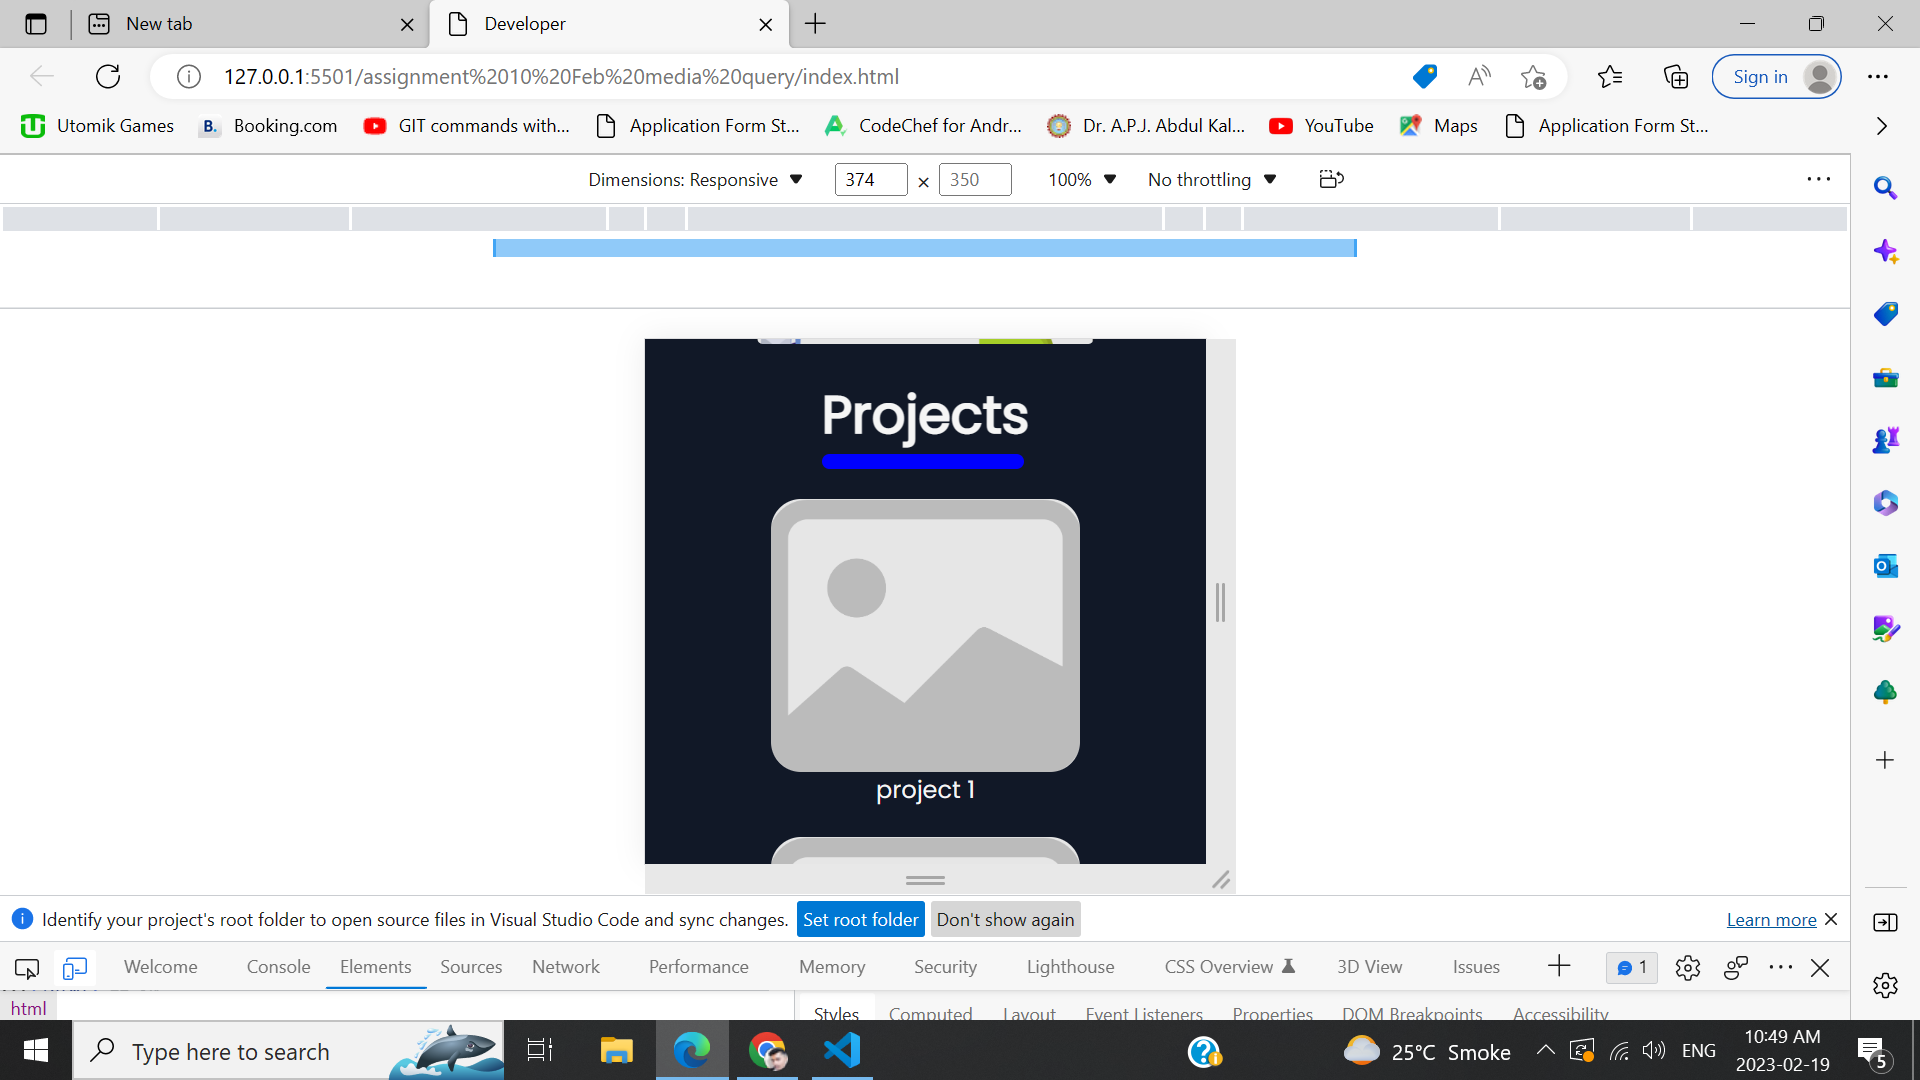 New tab
Developer
127.0.0.1:5501/assignment%2010%20Feb%20media%20query/index.html
Sign in
Utomik Games
B. Booking.com
GIT commands with...
Application Form St...
CodeChef for Andr...
Dr. A.P.J. Abdul Kal...
YouTube
Maps
Application Form St...
Dimensions: Responsive
374 × 350
100%
No throttling
Projects
project 1
Identify your project's root folder to open source files in Visual Studio Code and sync changes.
Set root folder
Don't show again
Learn more
Welcome
Console
Elements
Sources
Network
Performance
Memory
Security
Lighthouse
CSS Overview
3D View
Issues
1
html
Styles
Computed
Layout
Event Listeners
Properties
DOM Breakpoints
Accessibility
Type here to search
25°C Smoke
ENG
10:49 AM
2023-02-19
5